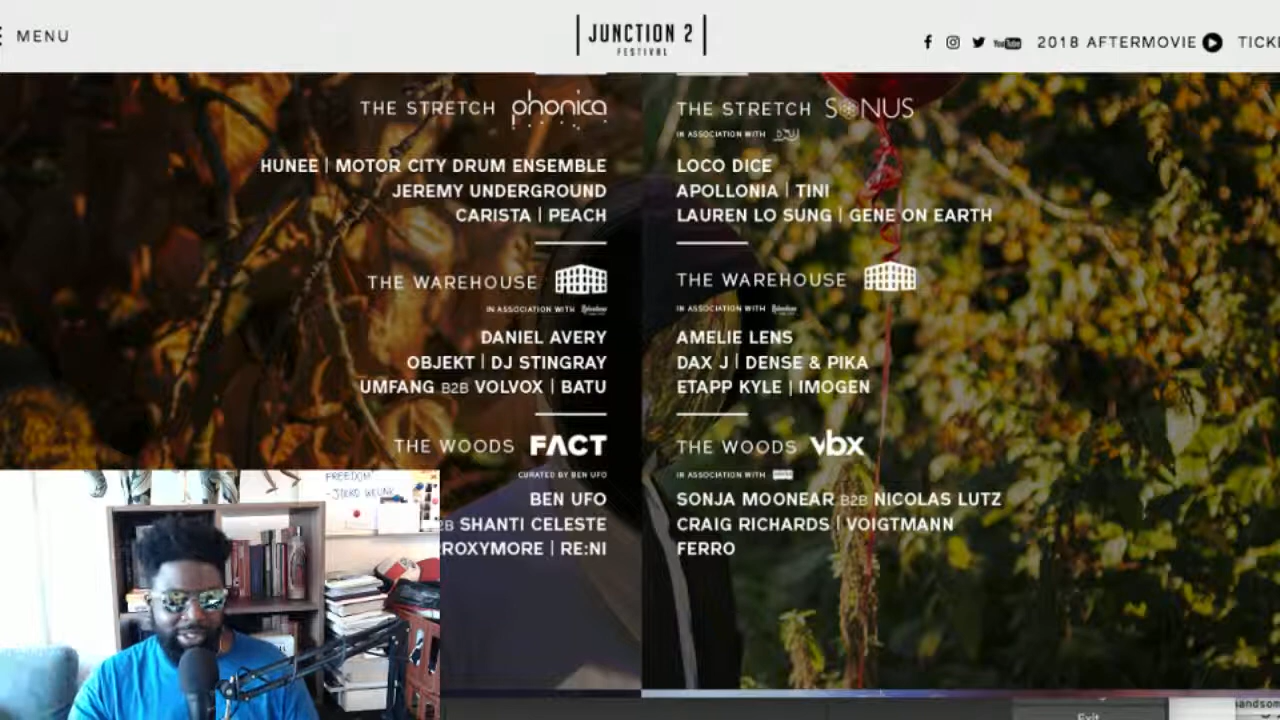 MENU
JUNCTION 2
FESTIVAL
YouTube
2018 AFTERMOVIE
THE STRETCH phonica
HUNEE | MOTOR CITY DRUM ENSEMBLE
JEREMY UNDERGROUND
CARISTA | PEACH
THE WAREHOUSE
IN ASSOCIATION WITH
DANIEL AVERY
OBJEKT | DJ STINGRAY
UMFANG B2B VOLVOX | BATU
THE WOODS FACT
CURATED BY BEN UFO
BEN UFO
SHANTI CELESTE
ROXYMORE | RE:NI
THE STRETCH SONUS
IN ASSOCIATION WITH
LOCO DICE
APOLLONIA | TINI
LAUREN LO SUNG | GENE ON EARTH
THE WAREHOUSE
IN ASSOCIATION WITH
AMELIE LENS
DAX J | DENSE & PIKA
ETAPP KYLE | IMOGEN
THE WOODS vbx
IN ASSOCIATION WITH
SONJA MOONEAR B2B NICOLAS LUTZ
CRAIG RICHARDS | VOIGTMANN
FERRO
FREEDOM
Exit